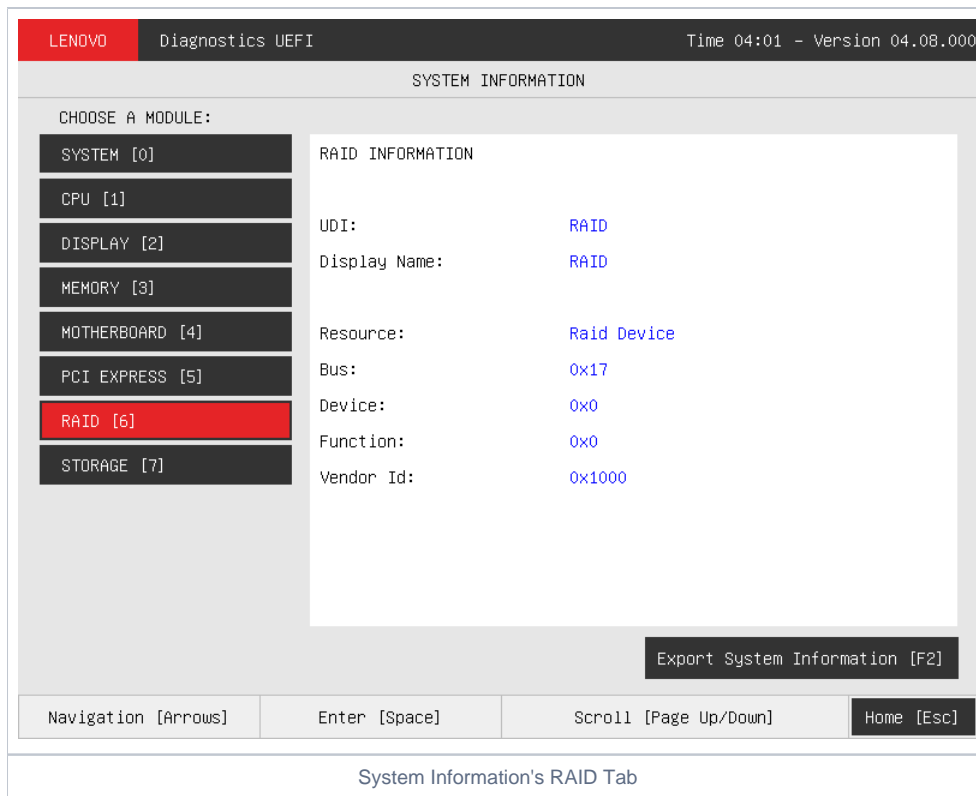 LENOVO Diagnostics UEFI Time 04:01 - Version 04.08.000
SYSTEM INFORMATION
CHOOSE A MODULE:
SYSTEM [0]
CPU [1]
DISPLAY [2]
MEMORY [3]
MOTHERBOARD [4]
PCI EXPRESS [5]
RAID [6]
STORAGE [7]
RAID INFORMATION
UDI: RAID
Display Name: RAID
Resource: Raid Device
Bus: 0x17
Device: 0x0
Function: 0x0
Vendor Id: 0x1000
Export System Information [F2]
Navigation [Arrows] Enter [Space] Scroll [Page Up/Down] Home [Esc]
System Information's RAID Tab